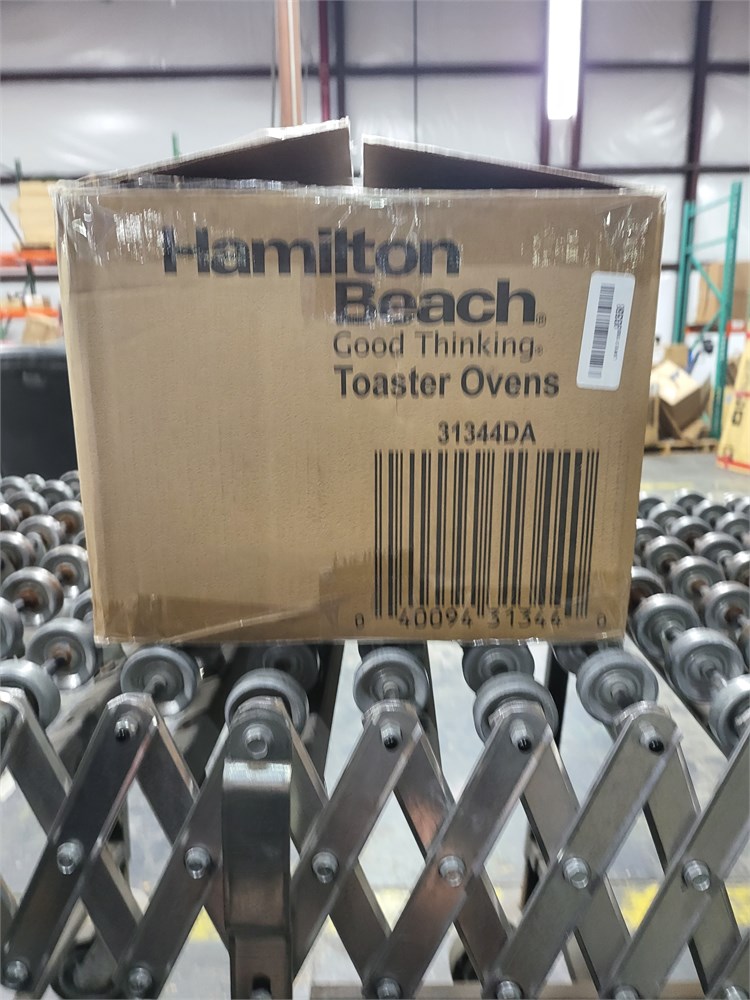 Hamilton
Beach®
Good Thinking®
Toaster Ovens
31344DA
0 40094 31344 0